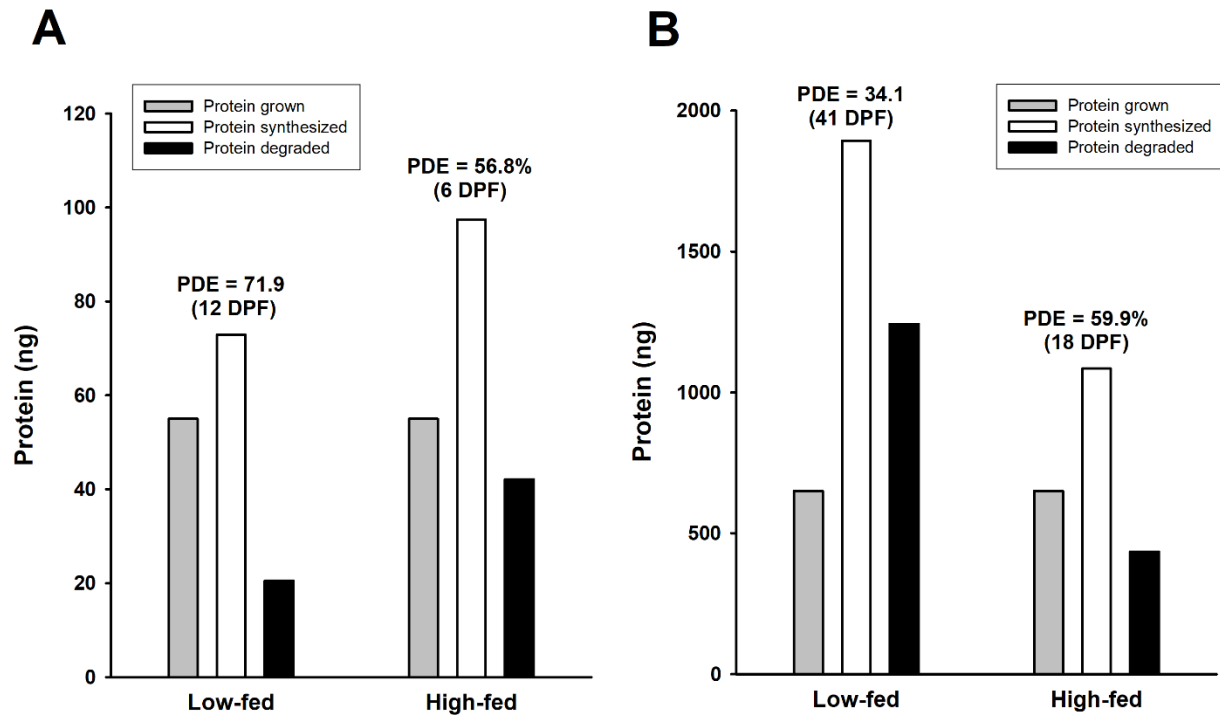 A
Protein grown
Protein synthesized
Protein degraded
120
100
80
60
40
20
0
Protein (ng)
PDE = 71.9
(12 DPF)
PDE = 56.8%
(6 DPF)
Low-fed
High-fed
B
Protein grown
Protein synthesized
Protein degraded
2000
1500
1000
500
0
Protein (ng)
PDE = 34.1
(41 DPF)
PDE = 59.9%
(18 DPF)
Low-fed
High-fed